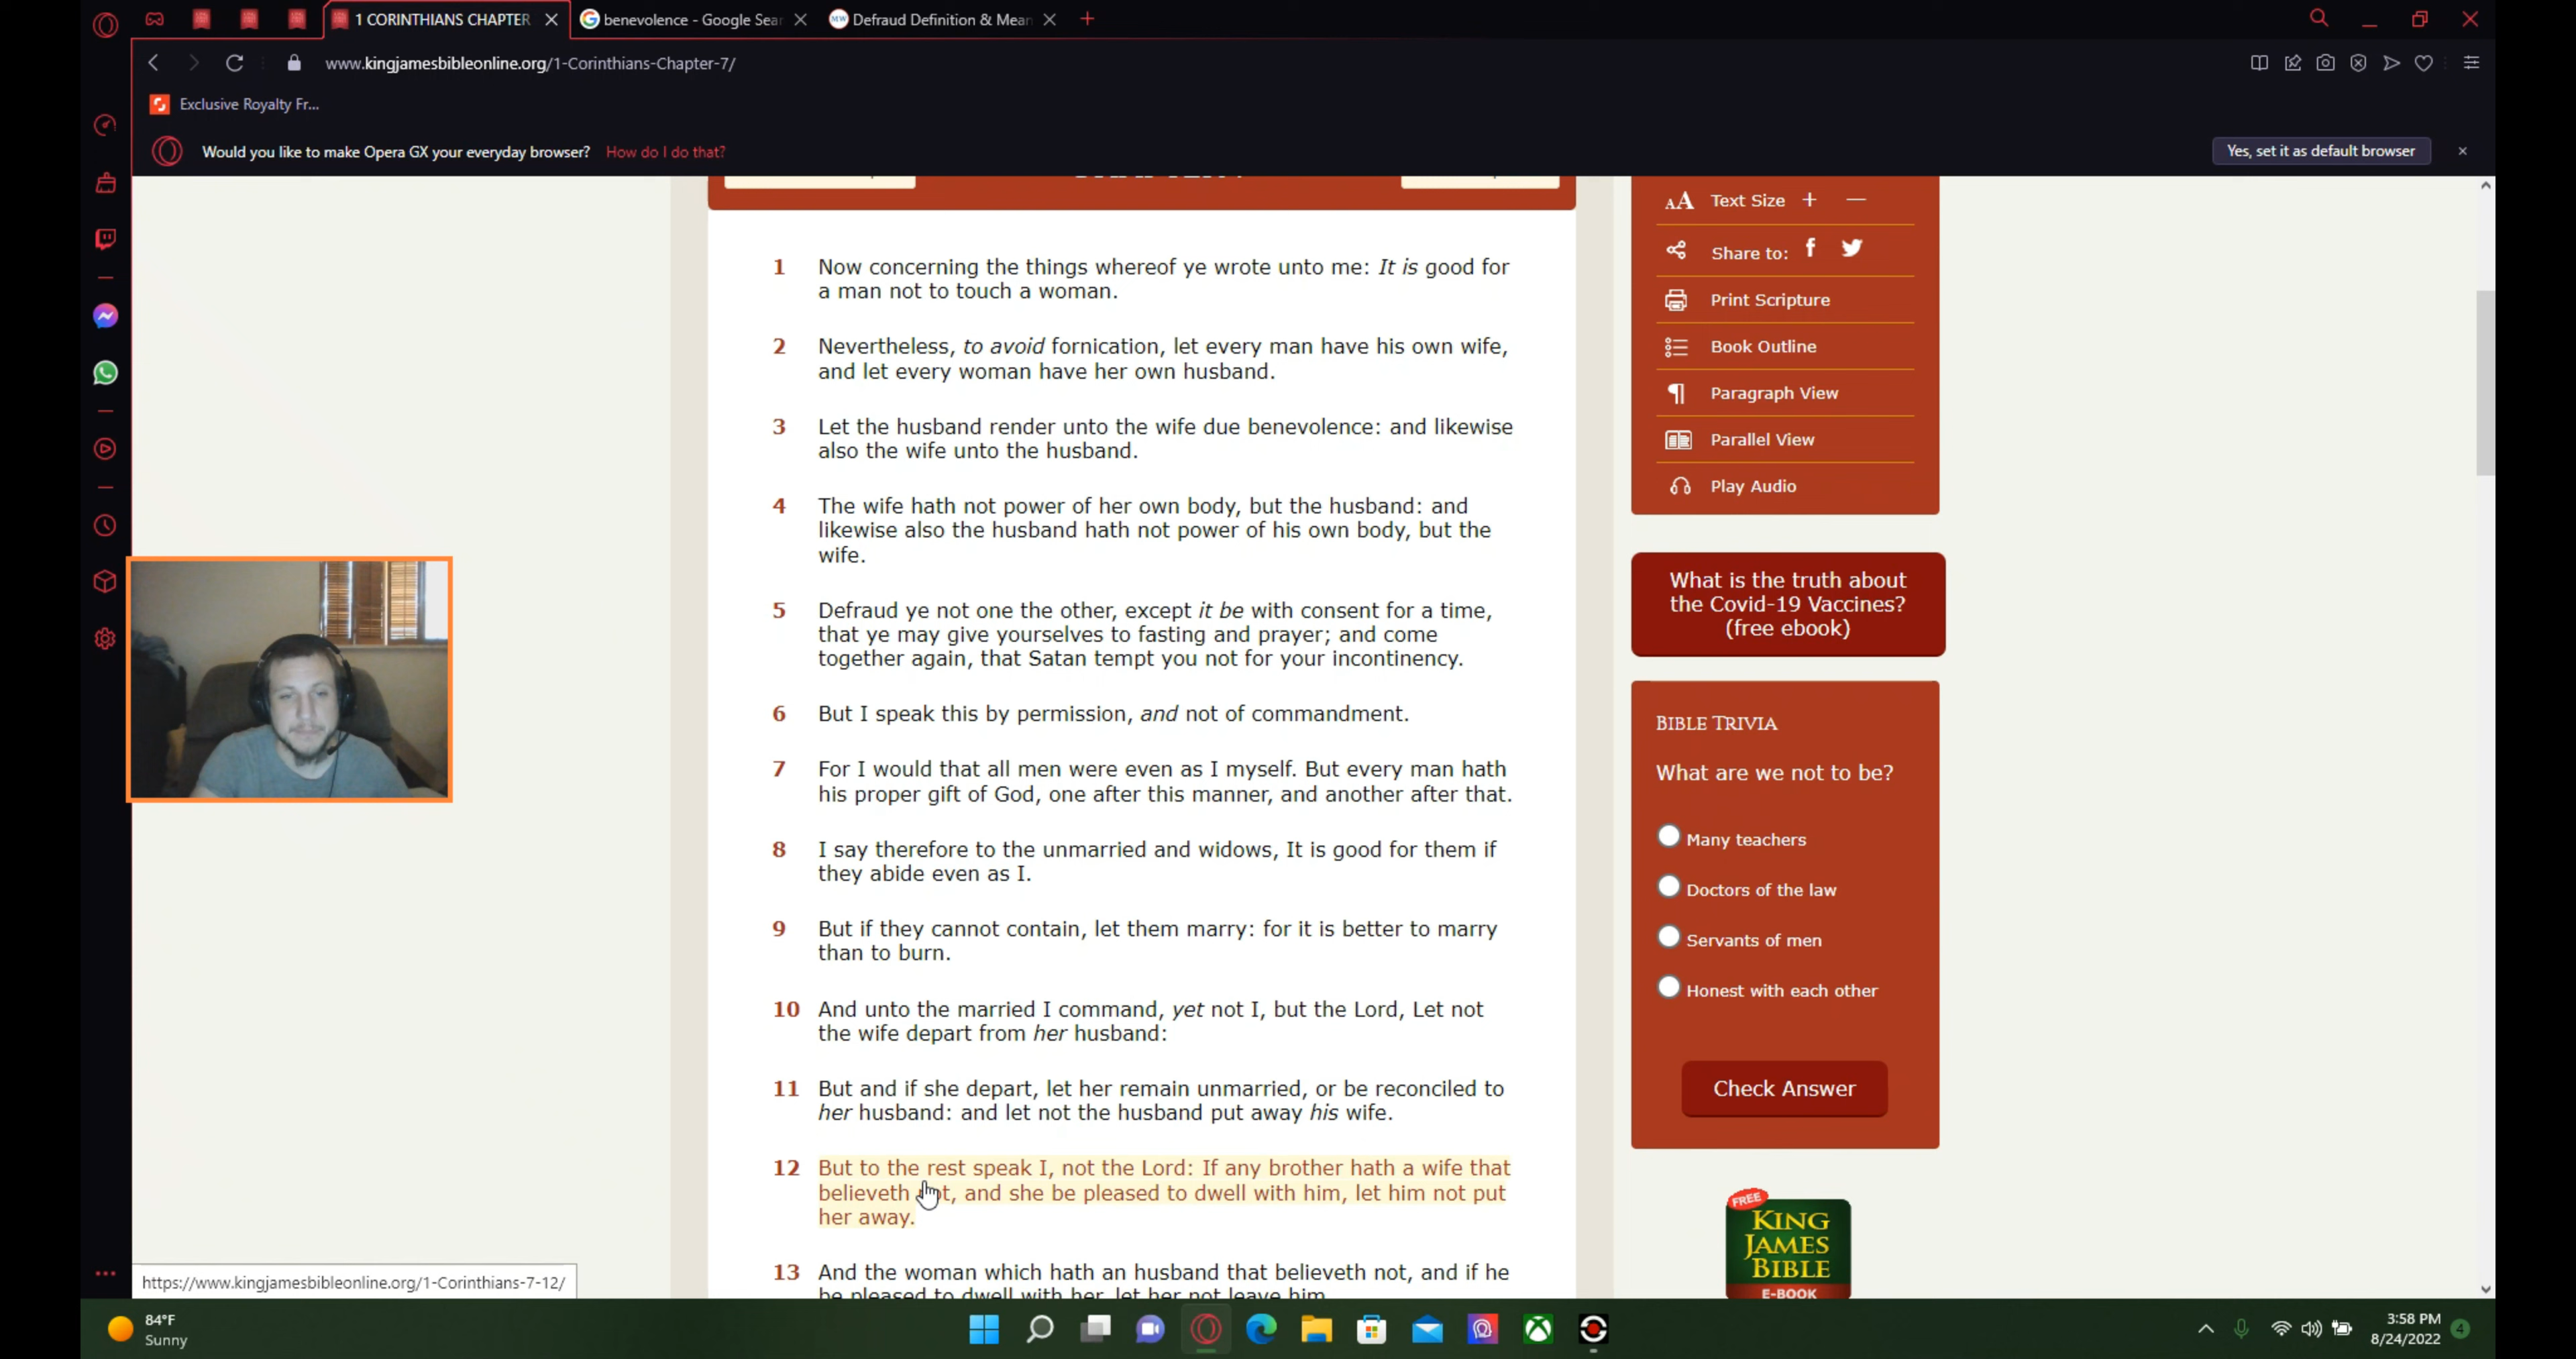 1 CORINTHIANS CHAPTER
benevolence - Google Sear
Defraud Definition & Mean
www.kingjamesbibleonline.org/1-Corinthians-Chapter-7/
Exclusive Royalty Fr...
Would you like to make Opera GX your everyday browser? How do I do that?
Yes, set it as default browser
1 Now concerning the things whereof ye wrote unto me: It is good for
a man not to touch a woman.
2 Nevertheless, to avoid fornication, let every man have his own wife,
and let every woman have her own husband.
3 Let the husband render unto the wife due benevolence: and likewise
also the wife unto the husband.
4 The wife hath not power of her own body, but the husband: and
likewise also the husband hath not power of his own body, but the
wife.
5 Defraud ye not one the other, except it be with consent for a time,
that ye may give yourselves to fasting and prayer; and come
together again, that Satan tempt you not for your incontinency.
6 But I speak this by permission, and not of commandment.
7 For I would that all men were even as I myself. But every man hath
his proper gift of God, one after this manner, and another after that.
8 I say therefore to the unmarried and widows, It is good for them if
they abide even as I.
9 But if they cannot contain, let them marry: for it is better to marry
than to burn.
10 And unto the married I command, yet not I, but the Lord, Let not
the wife depart from her husband:
11 But and if she depart, let her remain unmarried, or be reconciled to
her husband: and let not the husband put away his wife.
12 But to the rest speak I, not the Lord: If any brother hath a wife that
believeth not, and she be pleased to dwell with him, let him not put
her away.
13 And the woman which hath an husband that believeth not, and if he
be pleased to dwell with her, let her not leave him.
AA Text Size + —
Share to:
Print Scripture
Book Outline
Paragraph View
Parallel View
Play Audio
What is the truth about
the Covid-19 Vaccines?
(free ebook)
BIBLE TRIVIA
What are we not to be?
Many teachers
Doctors of the law
Servants of men
Honest with each other
Check Answer
FREE
KING
JAMES
BIBLE
E-BOOK
https://www.kingjamesbibleonline.org/1-Corinthians-7-12/
84°F
Sunny
3:58 PM
8/24/2022
4